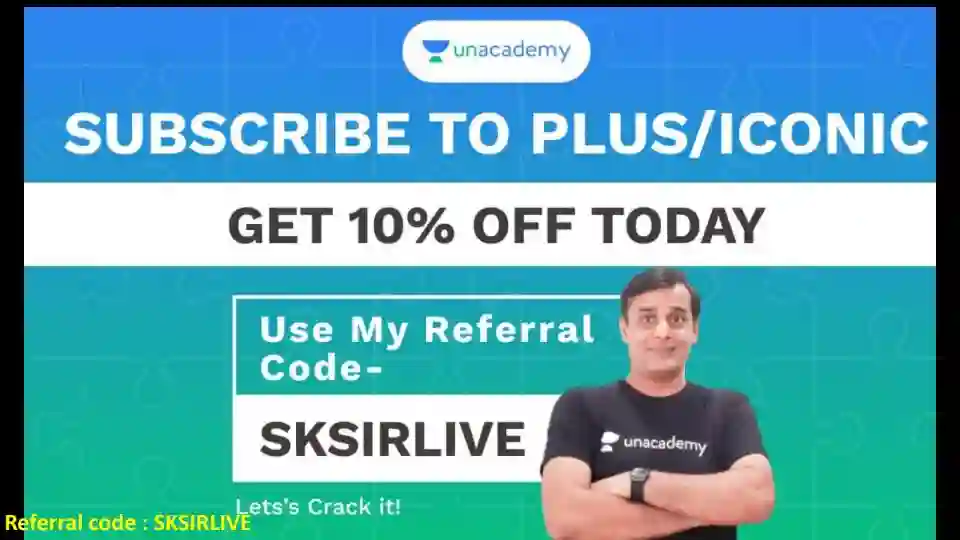 unacademy
SUBSCRIBE TO PLUS/ICONIC
GET 10% OFF TODAY
Use My Referral
Code-
SKSIRLIVE
unacademy
Lets's Crack it!
Referral code : SKSIRLIVE